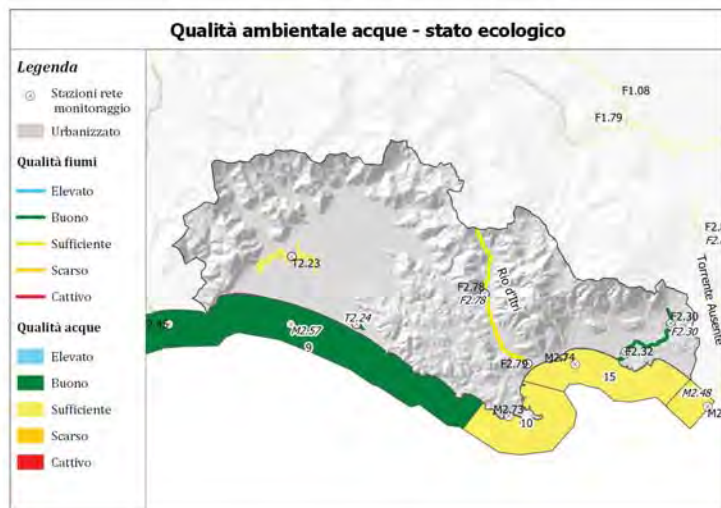 Qualità ambientale acque - stato ecologico
Legenda
Stazioni rete
monitoraggio
Urbanizzato
Qualità fiumi
Elevato
Buono
Sufficiente
Scarso
Cattivo
Qualità acque
Elevato
Buono
Sufficiente
Scarso
Cattivo
F1.08
F1.79
T2.23
F2.78
F2.78
Rio d'Itri
Torrente Ausente
T2.24
M2.57
9
F2.30
F2.30
F2.32
F2.79
M2.74
15
M2.48
M2.73
10